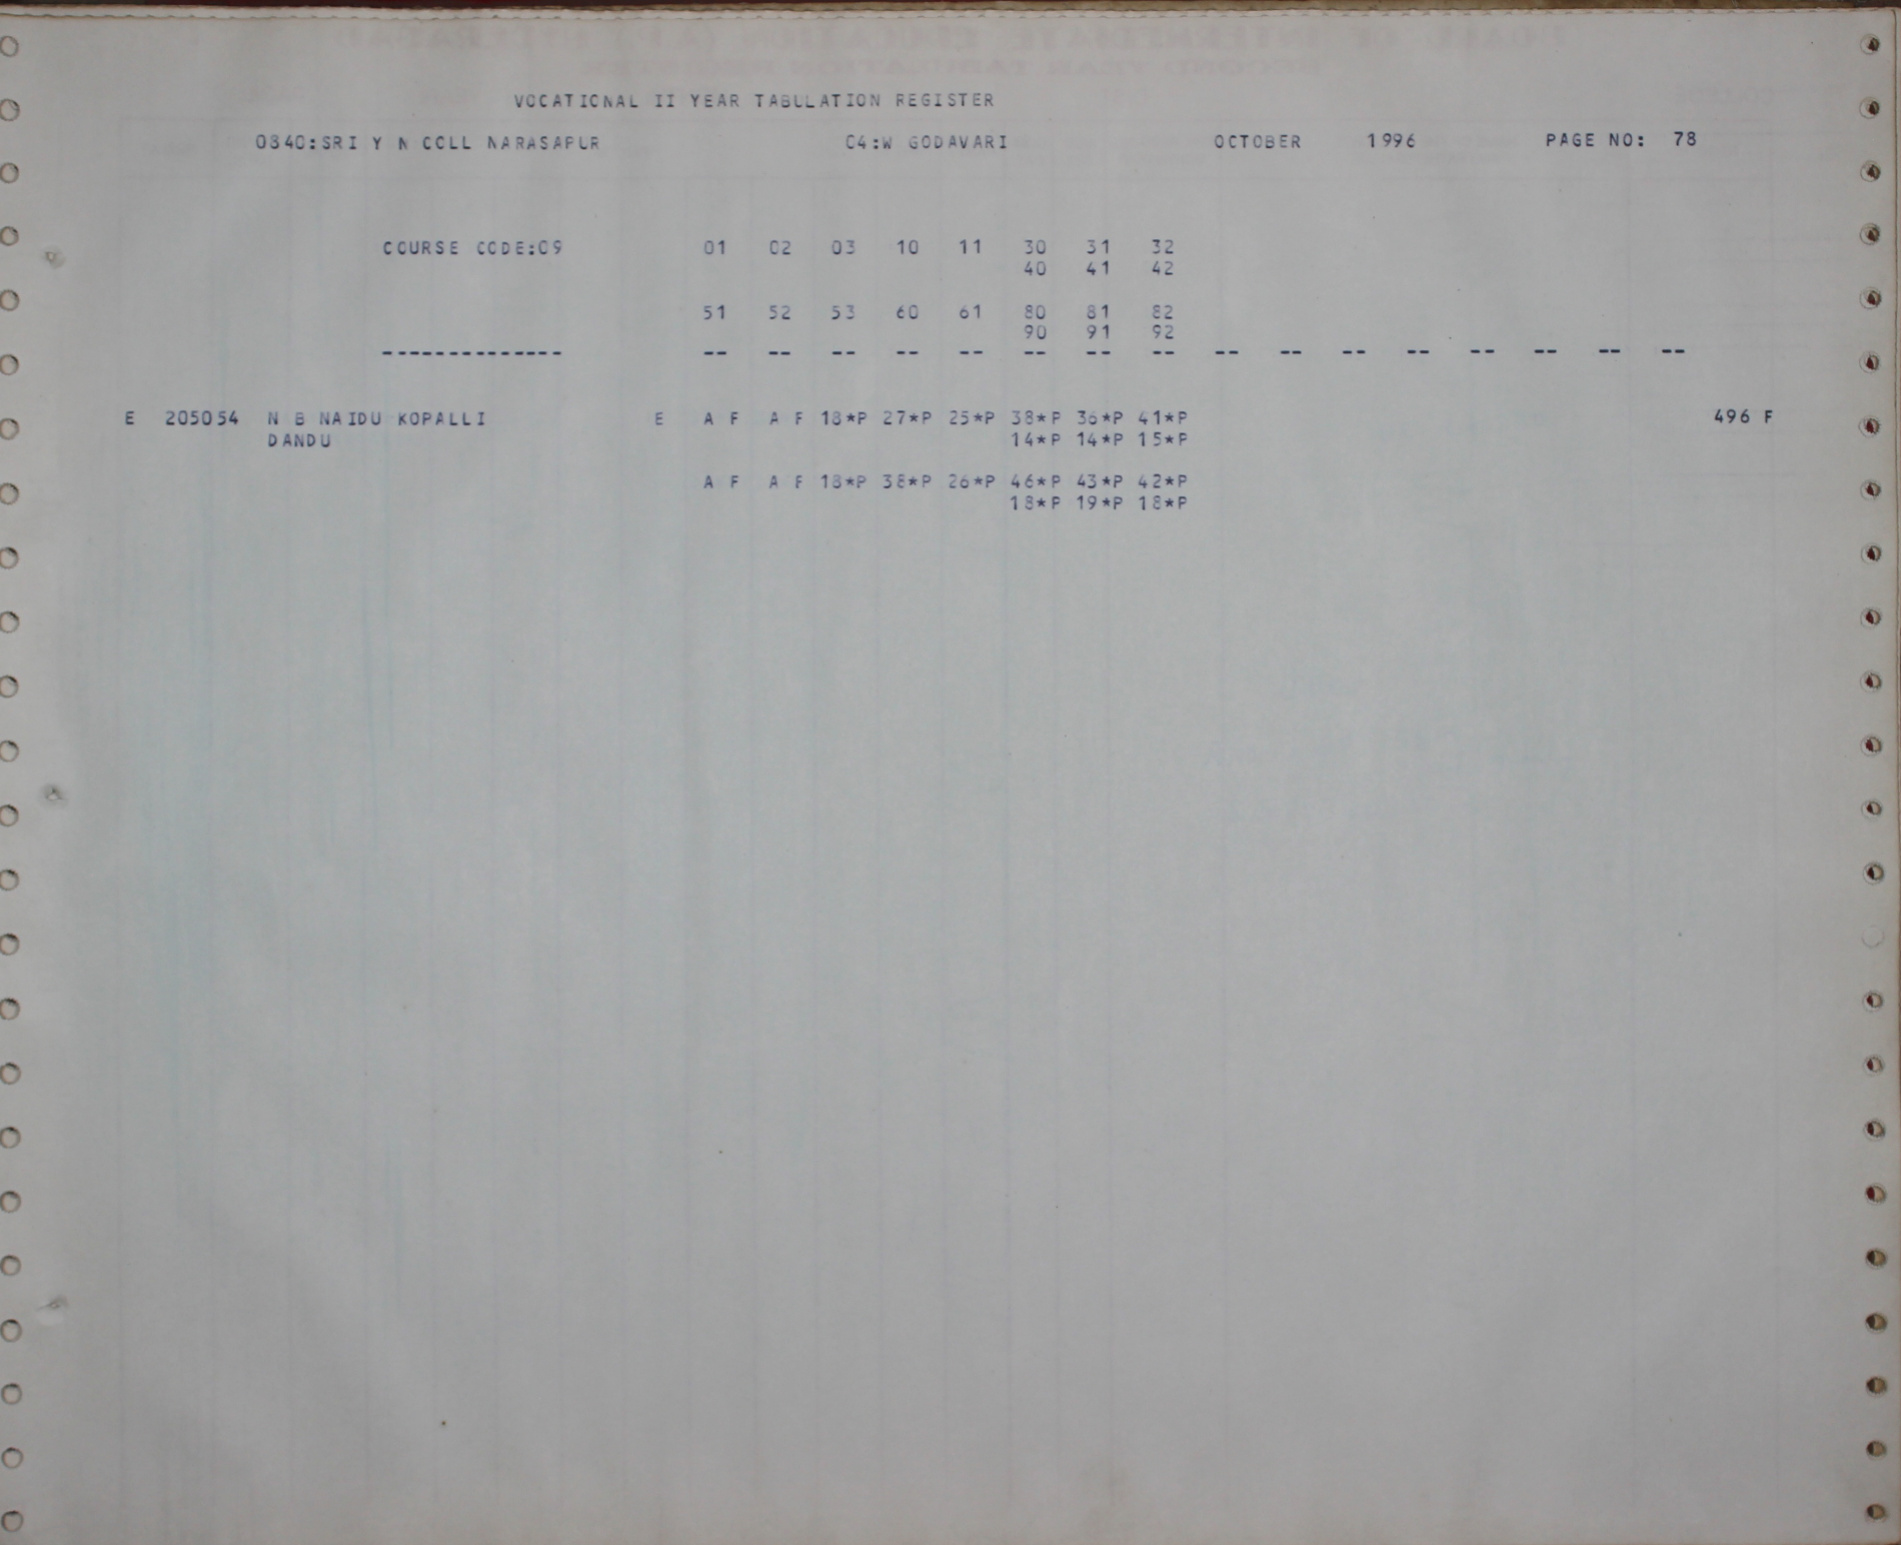 VOCATIONAL II YEAR TABULATION REGISTER
0840:SRI Y N COLL NARASAPUR 04:W GODAVARI OCTOBER 1996 PAGE NO: 78
COURSE CODE:09 01 02 03 10 11 30 31 32
40 41 42
51 52 53 60 61 80 81 82
90 91 92
-------------- -- -- -- -- -- -- -- -- -- -- -- -- -- -- -- --
E 205054 N B NAIDU KOPALLI E A F A F 18*P 27*P 25*P 38*P 36*P 41*P 496 F
DANDU 14*P 14*P 15*P
A F A F 18*P 38*P 26*P 46*P 43*P 42*P
18*P 19*P 18*P